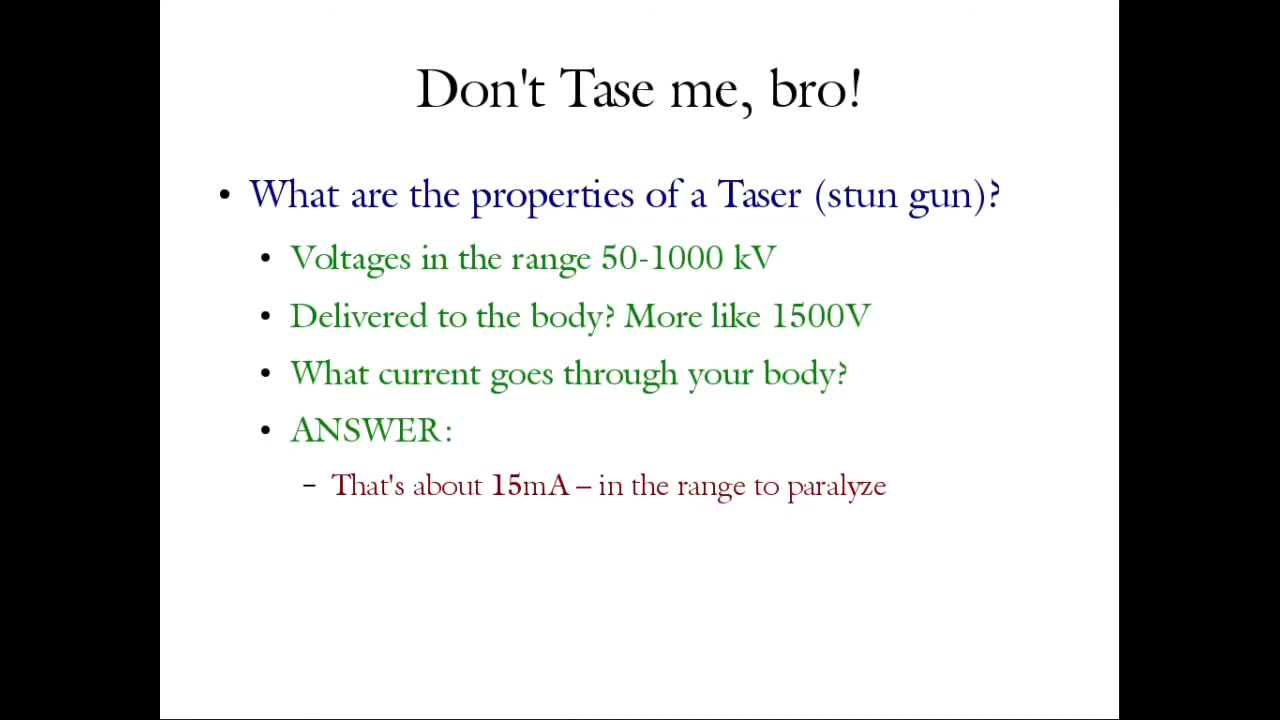 Don't Tase me, bro!
• What are the properties of a Taser (stun gun)?
• Voltages in the range 50-1000 kV
• Delivered to the body? More like 1500V
• What current goes through your body?
• ANSWER:
– That's about 15mA – in the range to paralyze